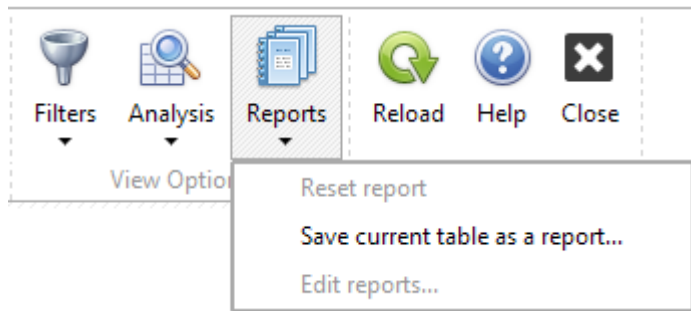 Filters Analysis Reports Reload Help Close
View Optio
Reset report
Save current table as a report...
Edit reports...